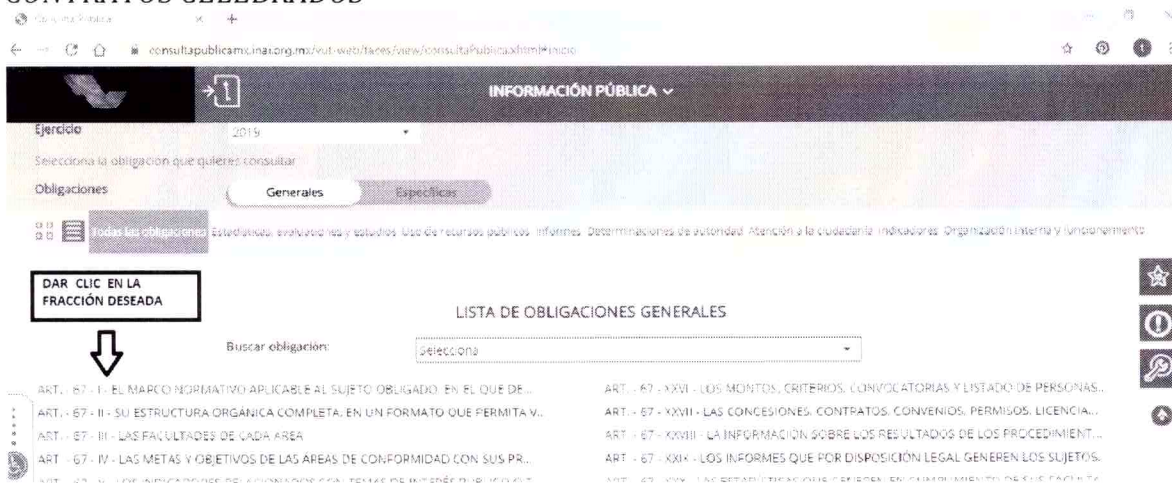 CONTRATOS CELEBRADOS
consultapublicamx.inai.org.mx/vut-web/faces/view/consultaPublica.xhtml#inicio
INFORMACIÓN PÚBLICA
Ejercicio
2019
Selecciona la obligación que quieres consultar
Obligaciones
Generales
Específicas
Todas las obligaciones Estadísticas, evaluaciones y estudios Uso de recursos públicos Informes Determinaciones de autoridad Atención a la ciudadanía Indicadores Organización interna y funcionamiento
DAR CLIC EN LA
FRACCIÓN DESEADA
LISTA DE OBLIGACIONES GENERALES
Buscar obligación:
Selecciona
ART. - 67 - I - EL MARCO NORMATIVO APLICABLE AL SUJETO OBLIGADO, EN EL QUE DE...
ART. - 67 - II - SU ESTRUCTURA ORGÁNICA COMPLETA, EN UN FORMATO QUE PERMITA V...
ART. - 67 - III - LAS FACULTADES DE CADA ÁREA
ART. - 67 - IV - LAS METAS Y OBJETIVOS DE LAS ÁREAS DE CONFORMIDAD CON SUS PR...
ART. - 67 - XXVI - LOS MONTOS, CRITERIOS, CONVOCATORIAS Y LISTADO DE PERSONAS...
ART. - 67 - XXVII - LAS CONCESIONES, CONTRATOS, CONVENIOS, PERMISOS, LICENCIA...
ART. - 67 - XXVIII - LA INFORMACIÓN SOBRE LOS RESULTADOS DE LOS PROCEDIMIENT...
ART. - 67 - XXIX - LOS INFORMES QUE POR DISPOSICIÓN LEGAL GENEREN LOS SUJETOS.